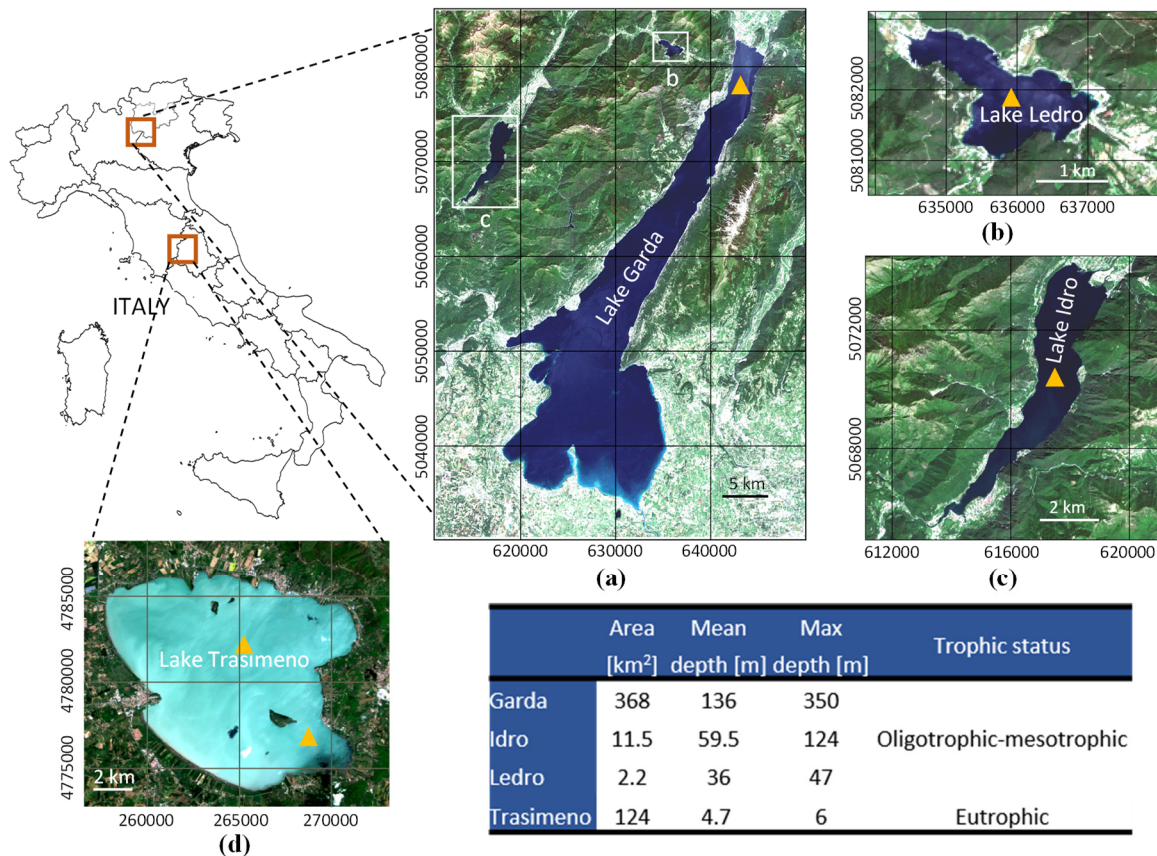 ITALY
5080000
5070000
5060000
5050000
5040000
b
c
Lake Garda
5 km
620000 630000 640000
(a)
5082000
5081000
Lake Ledro
1 km
635000 636000 637000
(b)
5072000
5068000
Lake Idro
2 km
612000 616000 620000
(c)
4785000
4780000
4775000
Lake Trasimeno
2 km
260000 265000 270000
(d)
Area Mean Max
[km²] depth [m] depth [m] Trophic status
Garda 368 136 350
Idro 11.5 59.5 124 Oligotrophic-mesotrophic
Ledro 2.2 36 47
Trasimeno 124 4.7 6 Eutrophic